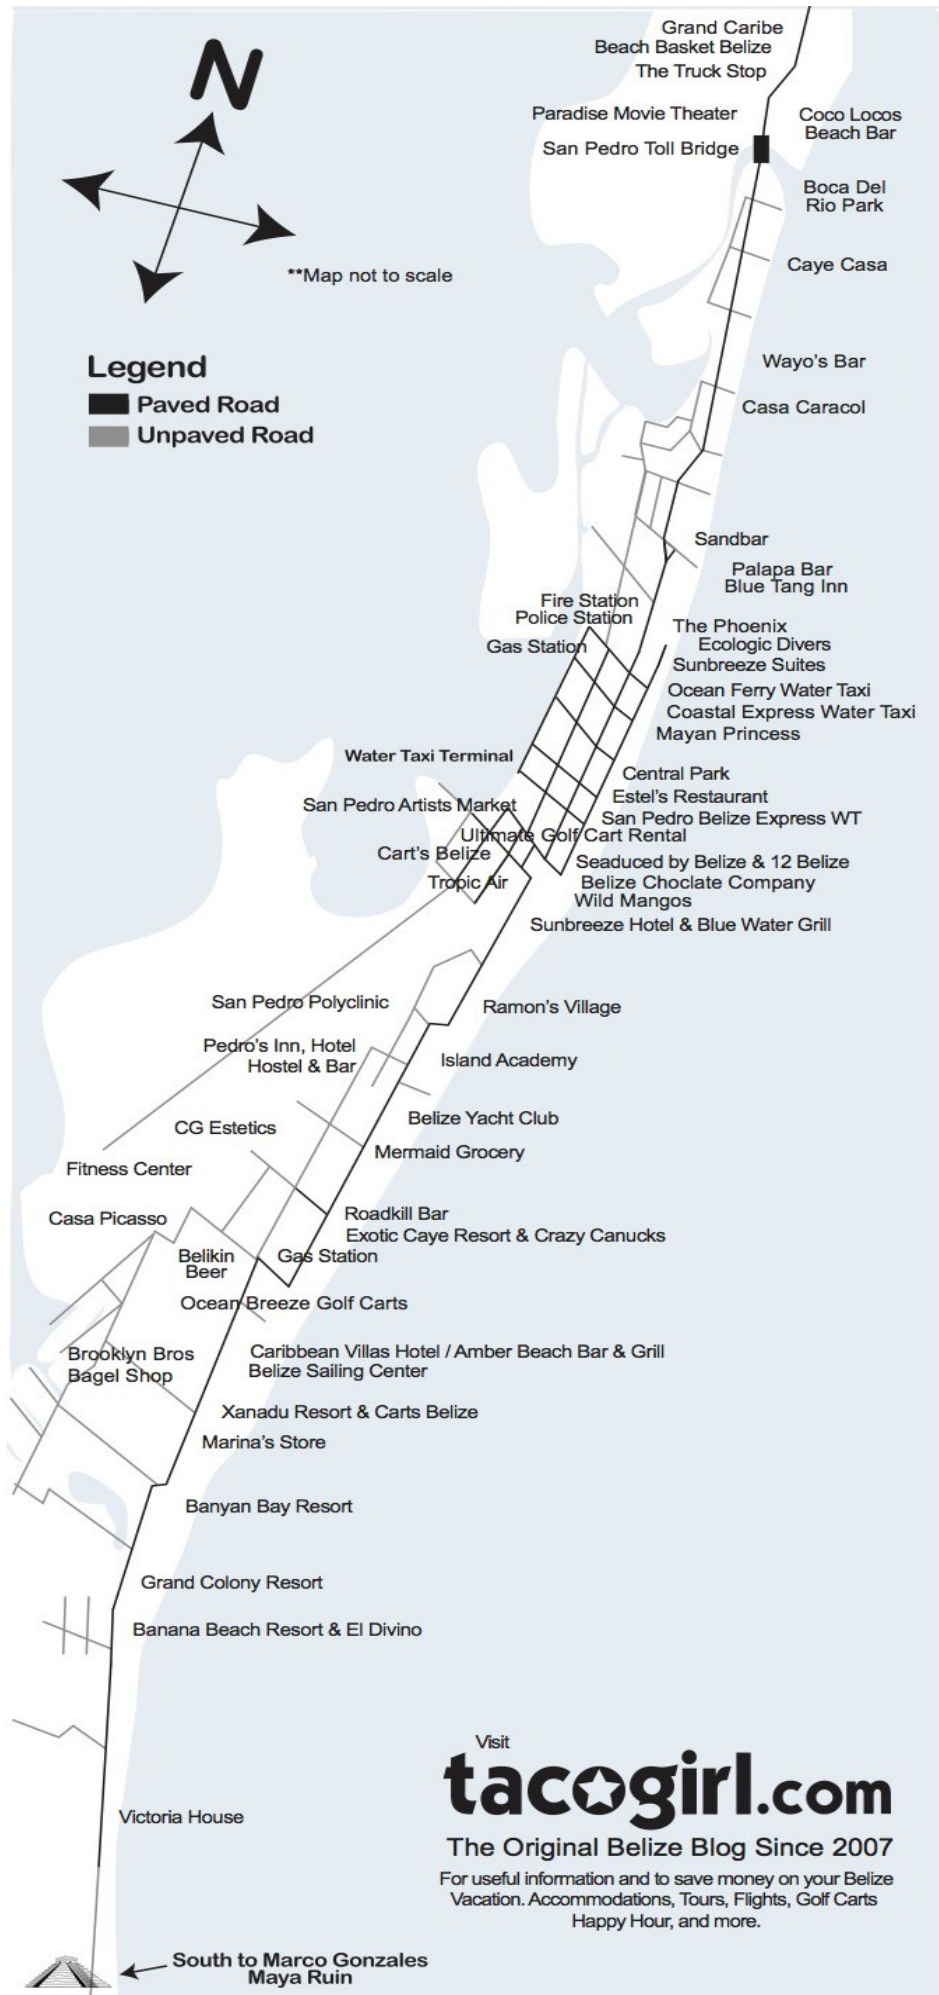 Grand Caribe
Beach Basket Belize
The Truck Stop
N
Paradise Movie Theater
Coco Locos
Beach Bar
San Pedro Toll Bridge
Boca Del
Rio Park
Caye Casa
**Map not to scale
Legend
Paved Road
Unpaved Road
Wayo's Bar
Casa Caracol
Sandbar
Palapa Bar
Blue Tang Inn
Fire Station
Police Station
Gas Station
The Phoenix
Ecologic Divers
Sunbreeze Suites
Ocean Ferry Water Taxi
Coastal Express Water Taxi
Mayan Princess
Water Taxi Terminal
Central Park
Estel's Restaurant
San Pedro Artists Market
San Pedro Belize Express WT
Ultimate Golf Cart Rental
Cart's Belize
Seaduced by Belize & 12 Belize
Tropic Air
Belize Choclate Company
Wild Mangos
Sunbreeze Hotel & Blue Water Grill
San Pedro Polyclinic
Ramon's Village
Pedro's Inn, Hotel
Hostel & Bar
Island Academy
CG Estetics
Belize Yacht Club
Mermaid Grocery
Fitness Center
Casa Picasso
Roadkill Bar
Exotic Caye Resort & Crazy Canucks
Belikin
Beer
Gas Station
Ocean Breeze Golf Carts
Brooklyn Bros
Bagel Shop
Caribbean Villas Hotel / Amber Beach Bar & Grill
Belize Sailing Center
Xanadu Resort & Carts Belize
Marina's Store
Banyan Bay Resort
Grand Colony Resort
Banana Beach Resort & El Divino
Victoria House
Visit
tacogirl.com
The Original Belize Blog Since 2007
For useful information and to save money on your Belize
Vacation. Accommodations, Tours, Flights, Golf Carts
Happy Hour, and more.
South to Marco Gonzales
Maya Ruin